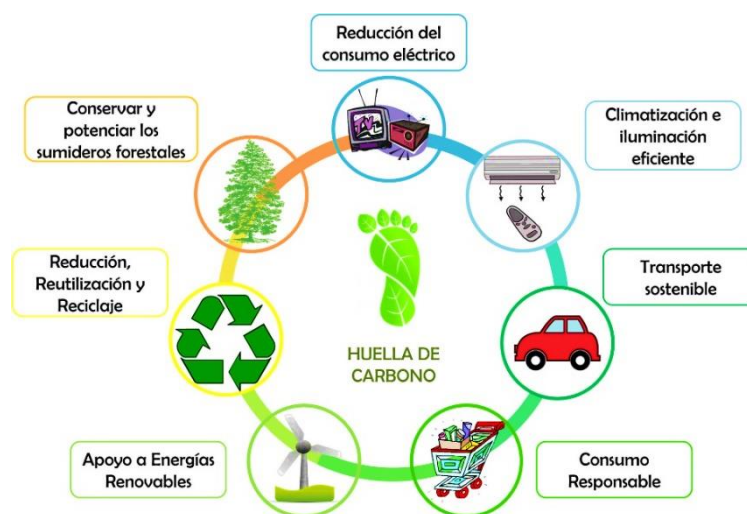 Reducción del
consumo eléctrico
Conservar y
potenciar los
sumideros forestales
Climatización e
iluminación
eficiente
Reducción,
Reutilización y
Reciclaje
Transporte
sostenible
HUELLA DE
CARBONO
Apoyo a Energías
Renovables
Consumo
Responsable